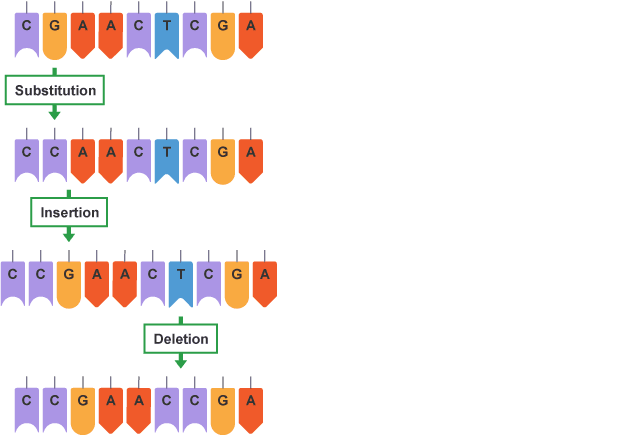 C G A A C T C G A
Substitution
C C A A C T C G A
Insertion
C C G A A C T C G A
Deletion
C C G A A C C G A